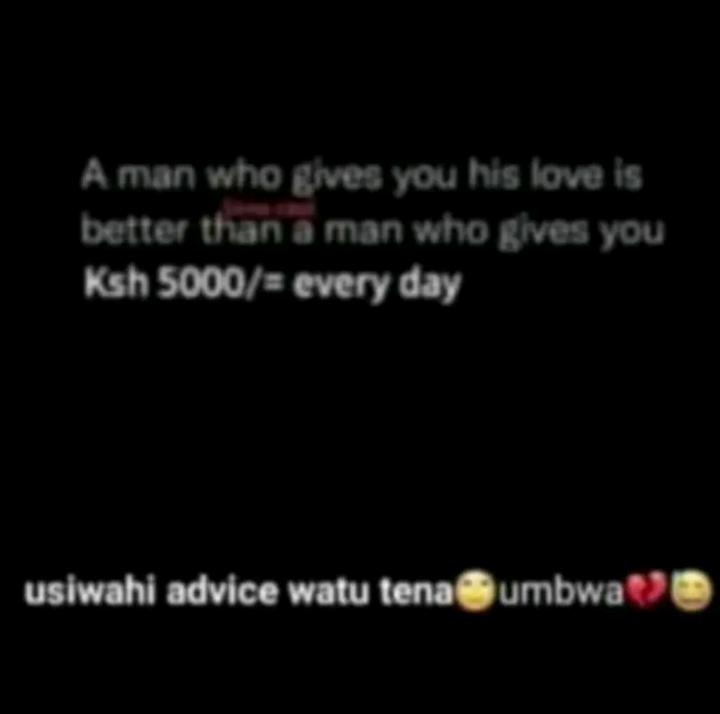 A man who gives you his love is
better than a man who gives you
Ksh 5000/= every day
usiwahi advice watu tena🙄umbwa💔😅